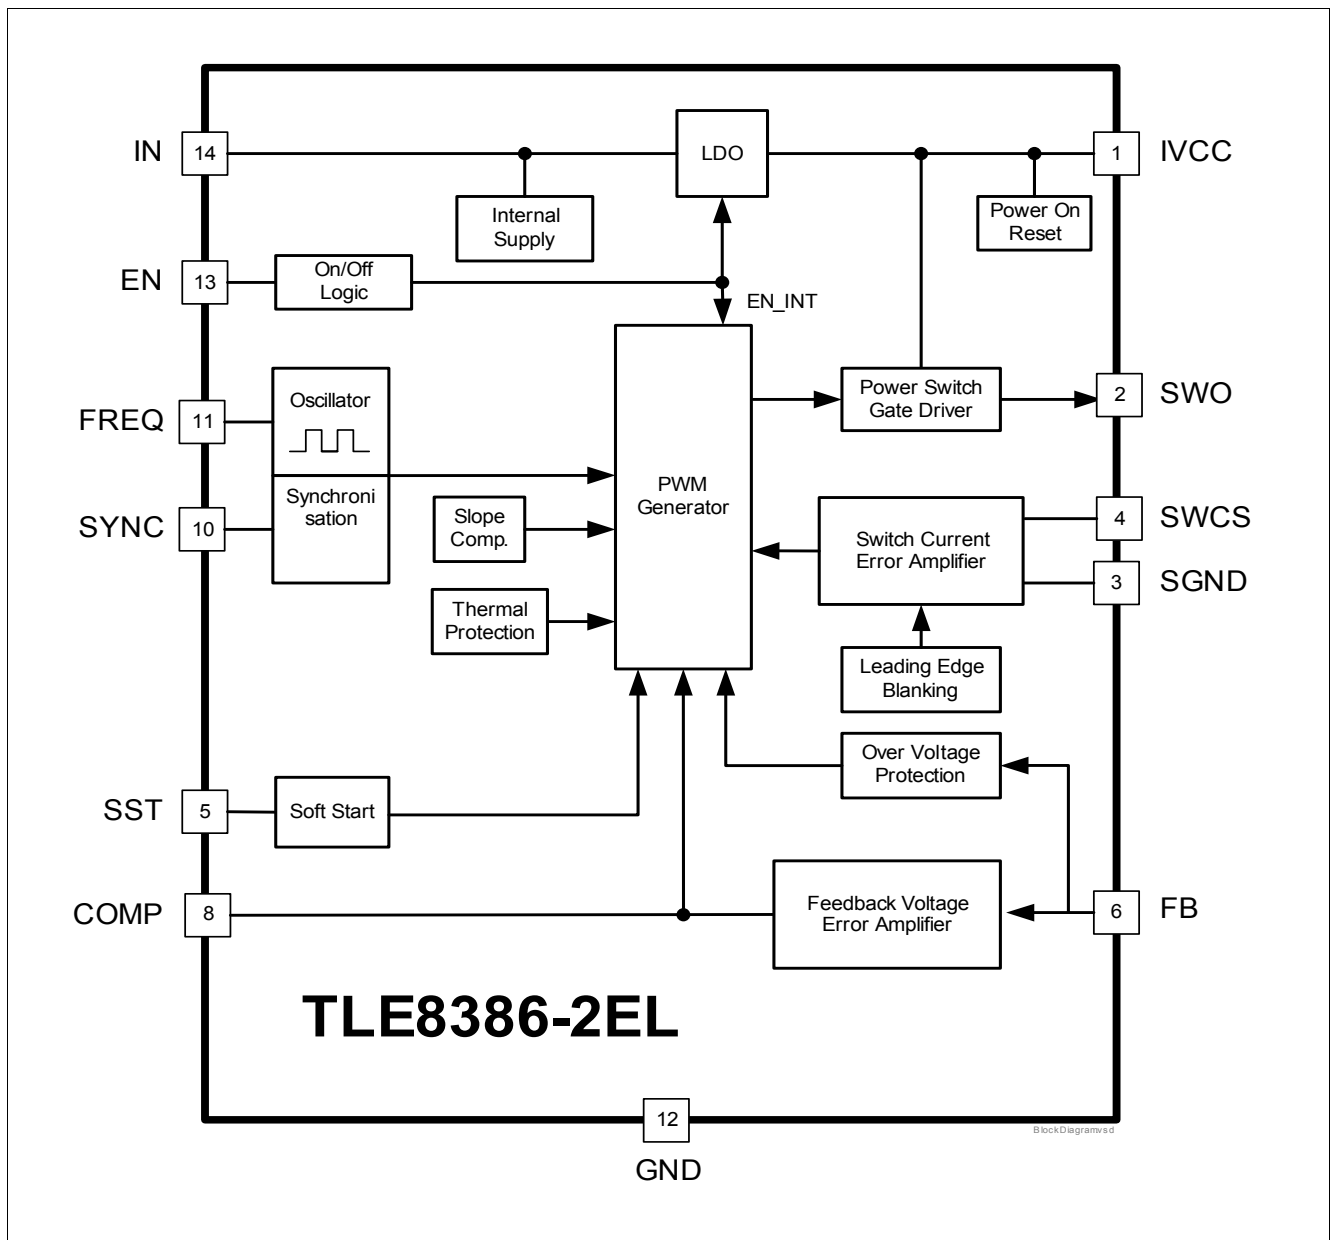 IN
14
LDO
1
IVCC
Internal
Supply
Power On
Reset
EN
13
On/Off
Logic
EN_INT
FREQ
11
Oscillator
Power Switch
Gate Driver
2
SWO
PWM
Generator
SYNC
10
Synchroni
sation
Slope
Comp.
Switch Current
Error Amplifier
4
SWCS
3
SGND
Thermal
Protection
Leading Edge
Blanking
Over Voltage
Protection
SST
5
Soft Start
COMP
8
Feedback Voltage
Error Amplifier
6
FB
TLE8386-2EL
12
GND
BlockDiagramvsd